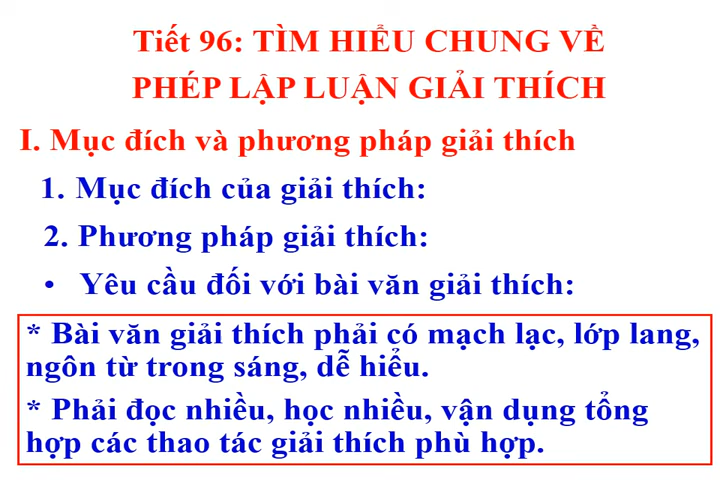 Tiết 96: TÌM HIỂU CHUNG VỀ
PHÉP LẬP LUẬN GIẢI THÍCH
I. Mục đích và phương pháp giải thích
1. Mục đích của giải thích:
2. Phương pháp giải thích:
• Yêu cầu đối với bài văn giải thích:
* Bài văn giải thích phải có mạch lạc, lớp lang,
ngôn từ trong sáng, dễ hiểu.
* Phải đọc nhiều, học nhiều, vận dụng tổng
hợp các thao tác giải thích phù hợp.